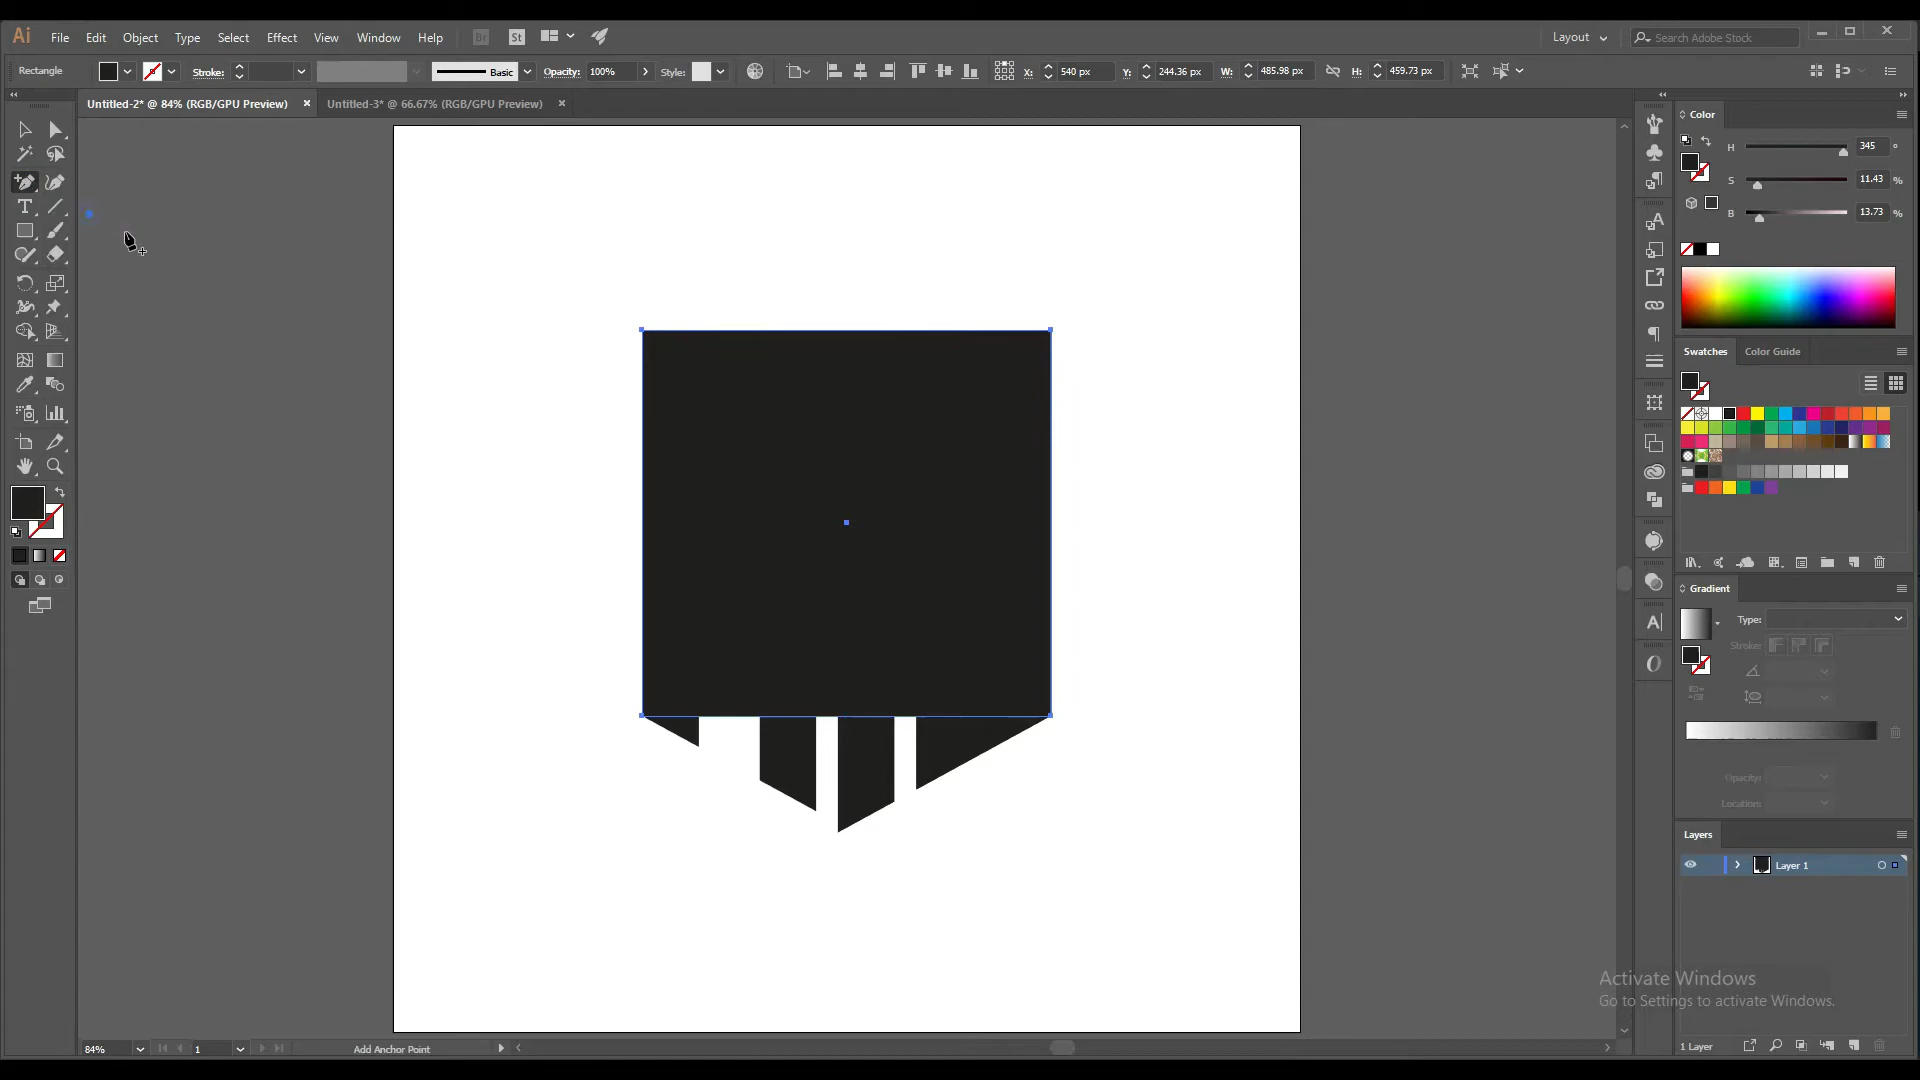 Ai File Edit Object Type Select Effect View Window Help Br St Layout Search Adobe Stock
Rectangle Stroke: Basic Opacity: 100% Style: X: 540 px Y: 244.36 px W: 485.98 px H: 459.73 px
Untitled-2* @ 84% (RGB/GPU Preview) Untitled-3* @ 66.67% (RGB/GPU Preview)
Color
H 345 °
S 11.43 %
B 13.73 %
Swatches Color Guide
Gradient
Type:
Stroke:
Opacity:
Location:
Layers
Layer 1
Activate Windows
Go to Settings to activate Windows.
84% 1 Add Anchor Point 1 Layer